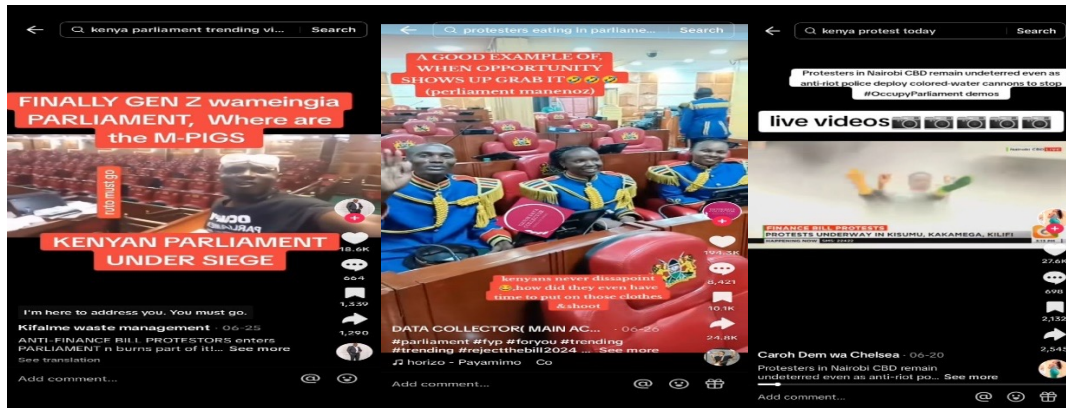 kenya parliament trending vi...
Search
FINALLY GEN Z wameingia
PARLIAMENT, Where are
the M-PIGS
ruto must go
KENYAN PARLIAMENT
UNDER SIEGE
18.6K
664
1,339
1,290
I'm here to address you. You must go.
Kifalme waste management · 06-25
ANTI-FINANCE BILL PROTESTORS enters
PARLIAMENT n burns part of it!... See more
See translation
Add comment...
protesters eating in parliame...
Search
A GOOD EXAMPLE OF,
WHEN OPPORTUNITY
SHOWS UP GRAB IT🤣🤣🤣
(perliament manenoz)
194.3K
8,421
10.1K
24.8K
kenyans never dissapoint
😂,how did they even have
time to put on those clothes
&shoot
DATA COLLECTOR( MAIN AC... · 06-26
#parliament #fyp #foryou #trending
#trending #rejectthebill2024 ... See more
horizo - Payamimo Co
Add comment...
kenya protest today
Search
Protesters in Nairobi CBD remain undeterred even as
anti-riot police deploy colored-water cannons to stop
#OccupyParliament demos
live videos📷📷📷📷📷
Nairobi CBD LIVE
FINANCE BILL PROTESTS
PROTESTS UNDERWAY IN KISUMU, KAKAMEGA, KILIFI
HAPPENING NOW
SMS: 22422
27.6K
698
2,132
2,545
Caroh Dem wa Chelsea · 06-20
Protesters in Nairobi CBD remain
undeterred even as anti-riot po... See more
Add comment...